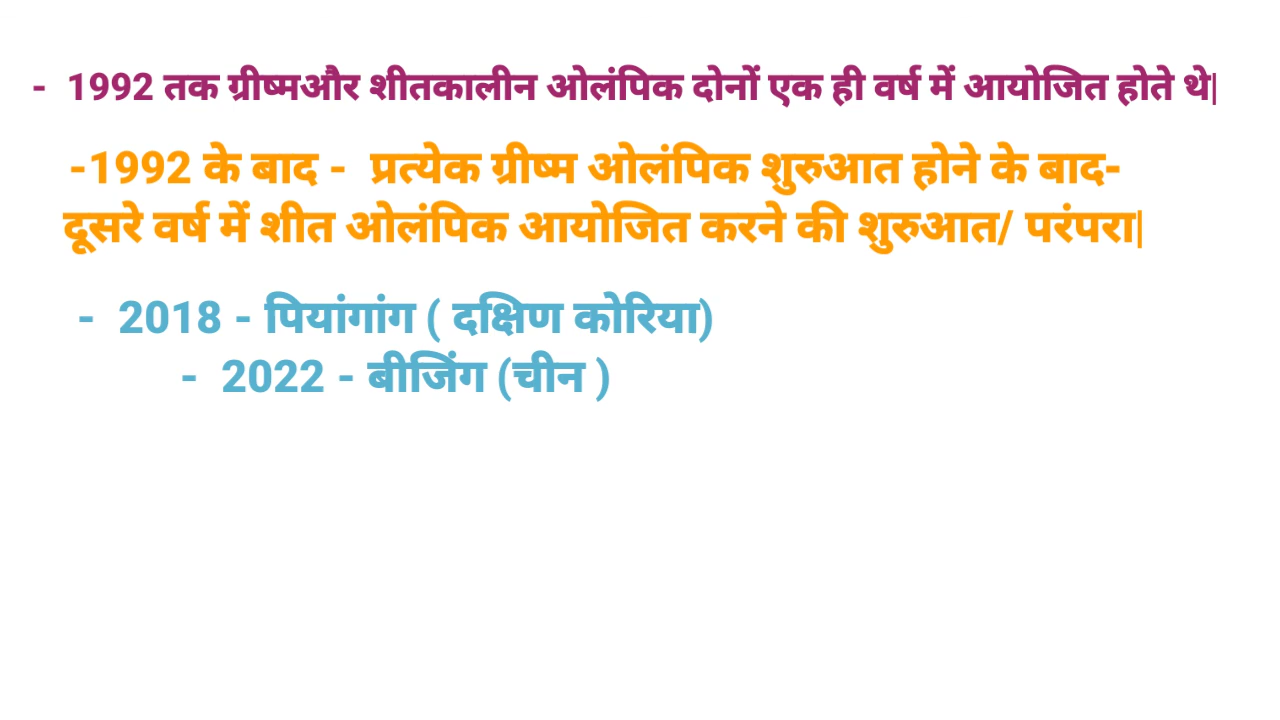 - 1992 तक ग्रीष्मऔर शीतकालीन ओलंपिक दोनों एक ही वर्ष में आयोजित होते थे|
-1992 के बाद - प्रत्येक ग्रीष्म ओलंपिक शुरुआत होने के बाद-
दूसरे वर्ष में शीत ओलंपिक आयोजित करने की शुरुआत/ परंपरा|
- 2018 - पियांगांग ( दक्षिण कोरिया)
- 2022 - बीजिंग (चीन )